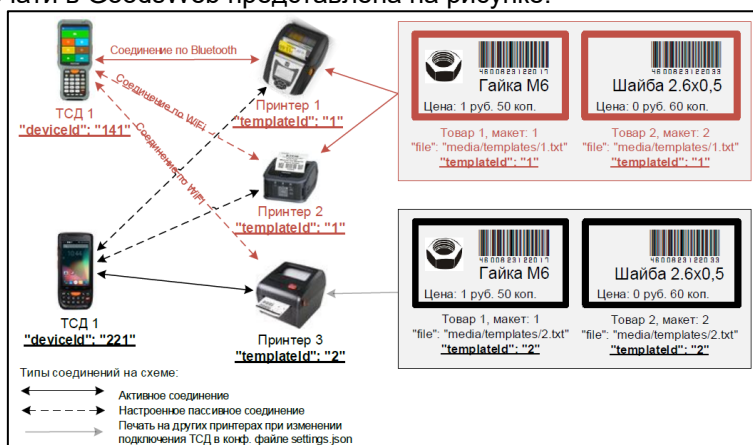 чати в GoodsWeb представлена на рисунке.
Соединение по Bluetooth
Соединение по WiFi
Соединение по WiFi
ТСД 1
"deviceId": "141"
Принтер 1
"templateId": "1"
Принтер 2
"templateId": "1"
ТСД 1
"deviceId": "221"
Принтер 3
"templateId": "2"
4600823122017
Гайка М6
Цена: 1 руб. 50 коп.
Товар 1, макет: 1
"file": "media/templates/1.txt"
"templateId": "1"
4600823122033
Шайба 2.6х0,5
Цена: 0 руб. 60 коп.
Товар 2, макет: 2
"file": "media/templates/1.txt"
"templateId": "1"
4600823122017
Гайка М6
Цена: 1 руб. 50 коп.
Товар 1, макет: 1
"file": "media/templates/2.txt"
"templateId": "2"
4600823122033
Шайба 2.6х0,5
Цена: 0 руб. 60 коп.
Товар 2, макет: 2
"file": "media/templates/2.txt"
"templateId": "2"
Типы соединений на схеме:
Активное соединение
Настроенное пассивное соединение
Печать на других принтерах при изменении
подключения ТСД в конф. файле settings.json